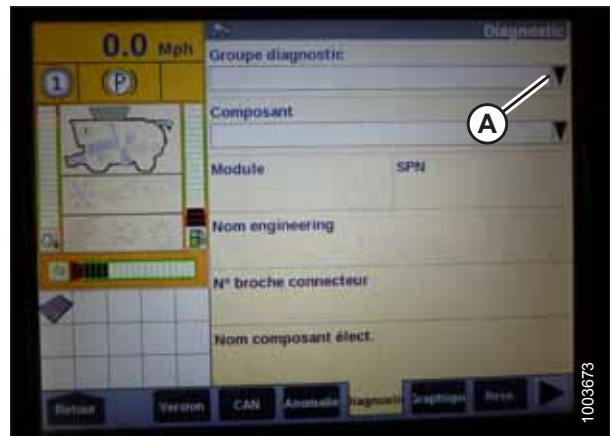 0.0 Mph
Diagnostic
Groupe diagnostic
1 P
A
Composant
Module SPN
Nom engineering
N° broche connecteur
Nom composant élect.
Retour Version CAN Anomalie Diagnostic Graphique
1003673